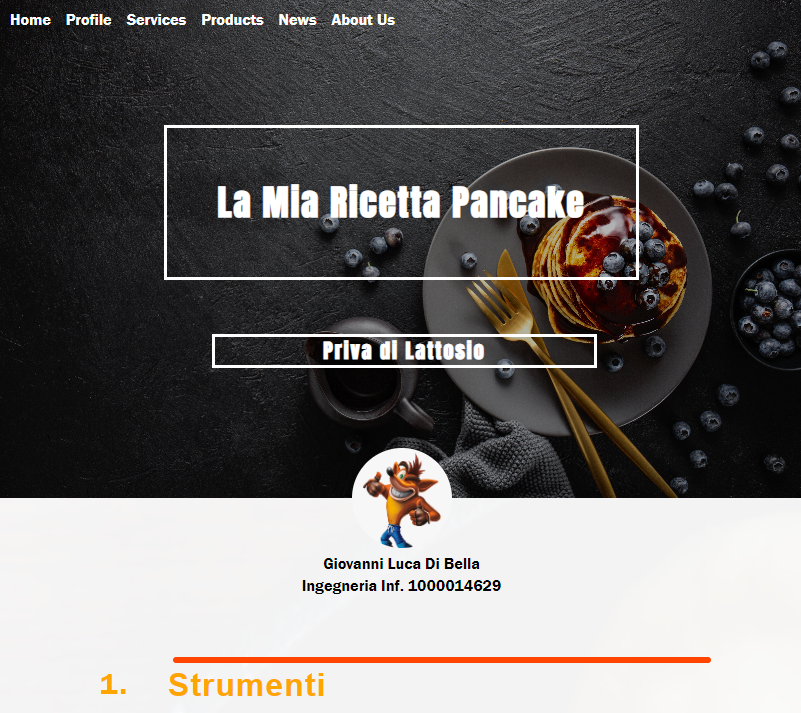 Home Profile Services Products News About Us
La Mia Ricetta Pancake
Priva di Lattosio
Giovanni Luca Di Bella
Ingegneria Inf. 1000014629
1. Strumenti